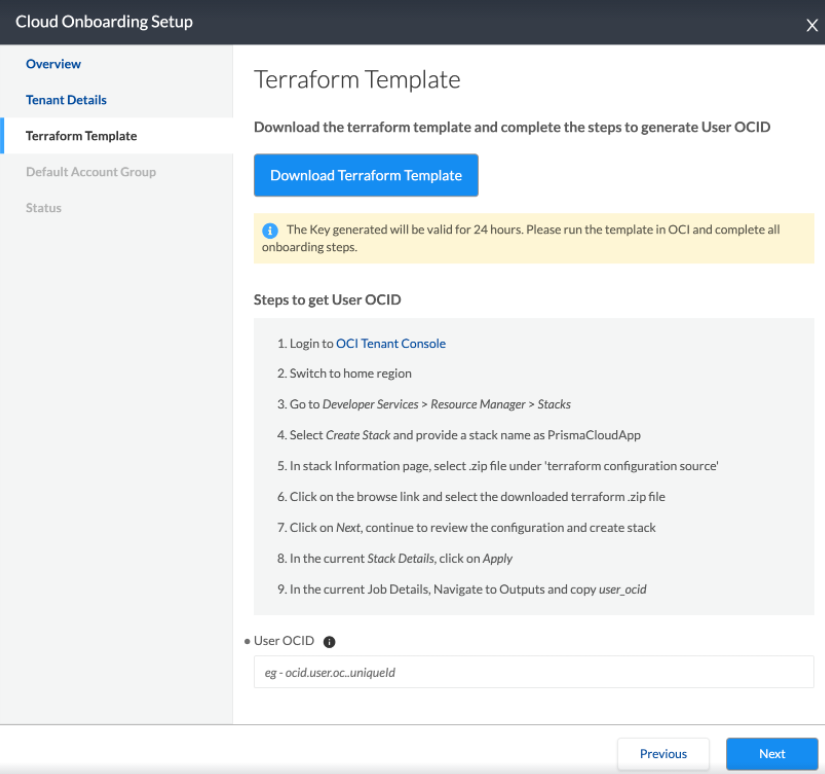 Cloud Onboarding Setup
X
Overview
Tenant Details
Terraform Template
Default Account Group
Status
Terraform Template
Download the terraform template and complete the steps to generate User OCID
Download Terraform Template
The Key generated will be valid for 24 hours. Please run the template in OCI and complete all
onboarding steps.
Steps to get User OCID
1. Login to OCI Tenant Console
2. Switch to home region
3. Go to Developer Services > Resource Manager > Stacks
4. Select Create Stack and provide a stack name as PrismaCloudApp
5. In stack Information page, select .zip file under 'terraform configuration source'
6. Click on the browse link and select the downloaded terraform .zip file
7. Click on Next, continue to review the configuration and create stack
8. In the current Stack Details, click on Apply
9. In the current Job Details, Navigate to Outputs and copy user_ocid
User OCID
eg - ocid.user.oc..uniqueId
Previous
Next